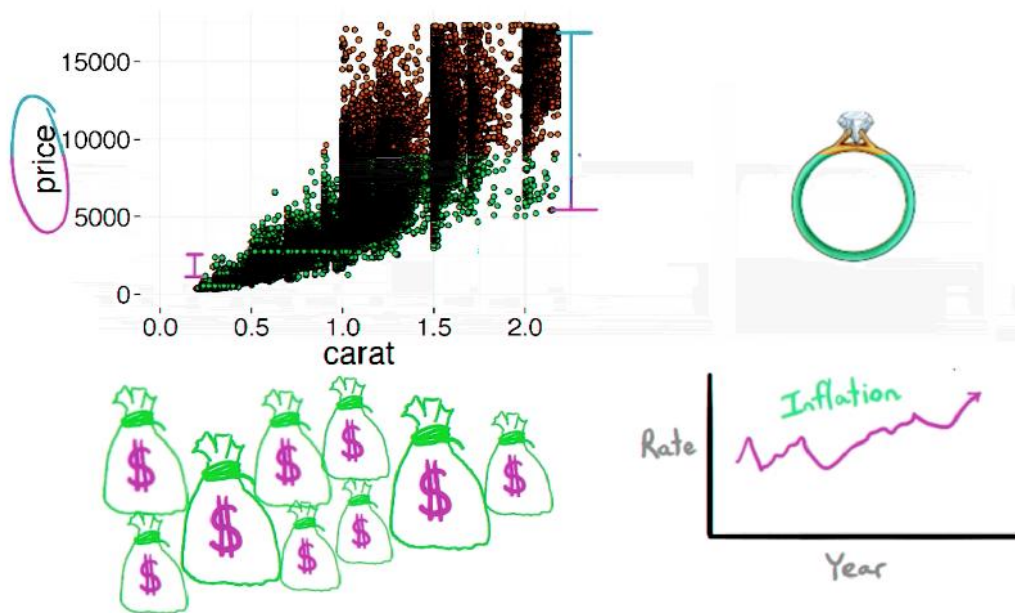 price
15000
10000
5000
0
0.0 0.5 1.0 1.5 2.0
carat
$ $ $ $ $ $ $ $ $
Inflation
Rate
Year